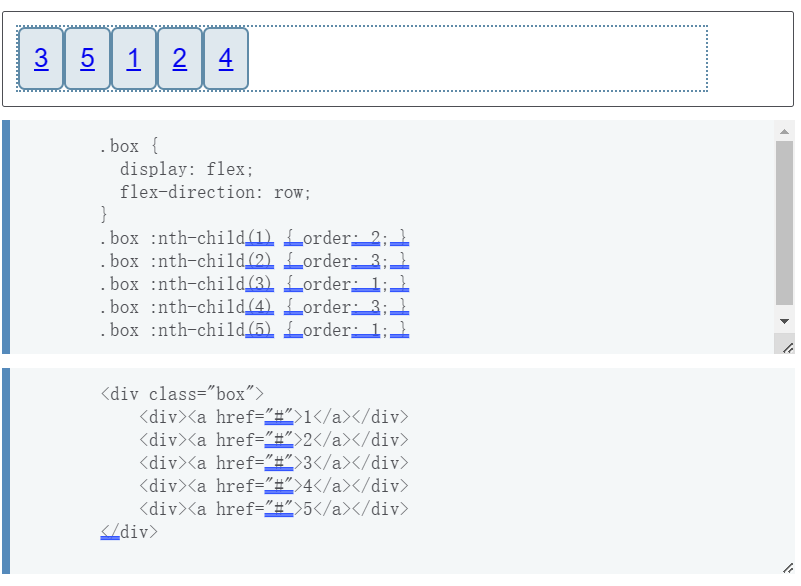 3 5 1 2 4
.box {
display: flex;
flex-direction: row;
}
.box :nth-child(1) { order: 2; }
.box :nth-child(2) { order: 3; }
.box :nth-child(3) { order: 1; }
.box :nth-child(4) { order: 3; }
.box :nth-child(5) { order: 1; }
<div class="box">
<div><a href="#">1</a></div>
<div><a href="#">2</a></div>
<div><a href="#">3</a></div>
<div><a href="#">4</a></div>
<div><a href="#">5</a></div>
</div>